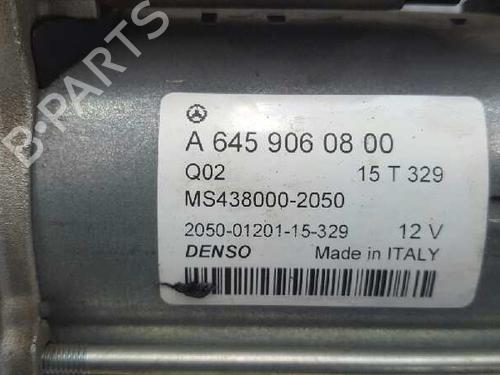 A 645 906 08 00
Q02 15 T 329
MS438000-2050
2050-01201-15-329 12 V
DENSO Made in ITALY
B-PARTS